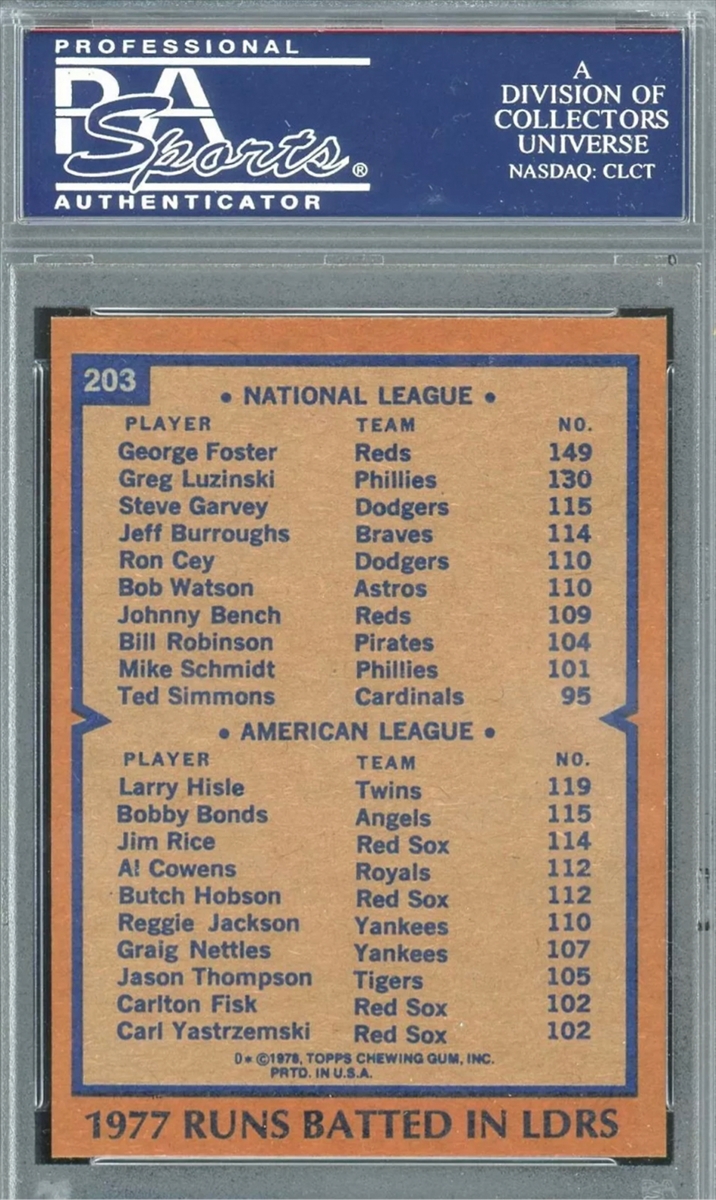 PROFESSIONAL
PSA
Sports®
AUTHENTICATOR
A
DIVISION OF
COLLECTORS
UNIVERSE
NASDAQ: CLCT
203
• NATIONAL LEAGUE •
PLAYER TEAM NO.
George Foster Reds 149
Greg Luzinski Phillies 130
Steve Garvey Dodgers 115
Jeff Burroughs Braves 114
Ron Cey Dodgers 110
Bob Watson Astros 110
Johnny Bench Reds 109
Bill Robinson Pirates 104
Mike Schmidt Phillies 101
Ted Simmons Cardinals 95
• AMERICAN LEAGUE •
PLAYER TEAM NO.
Larry Hisle Twins 119
Bobby Bonds Angels 115
Jim Rice Red Sox 114
Al Cowens Royals 112
Butch Hobson Red Sox 112
Reggie Jackson Yankees 110
Graig Nettles Yankees 107
Jason Thompson Tigers 105
Carlton Fisk Red Sox 102
Carl Yastrzemski Red Sox 102
D* ©1978, TOPPS CHEWING GUM, INC.
PRTD. IN U.S.A.
1977 RUNS BATTED IN LDRS